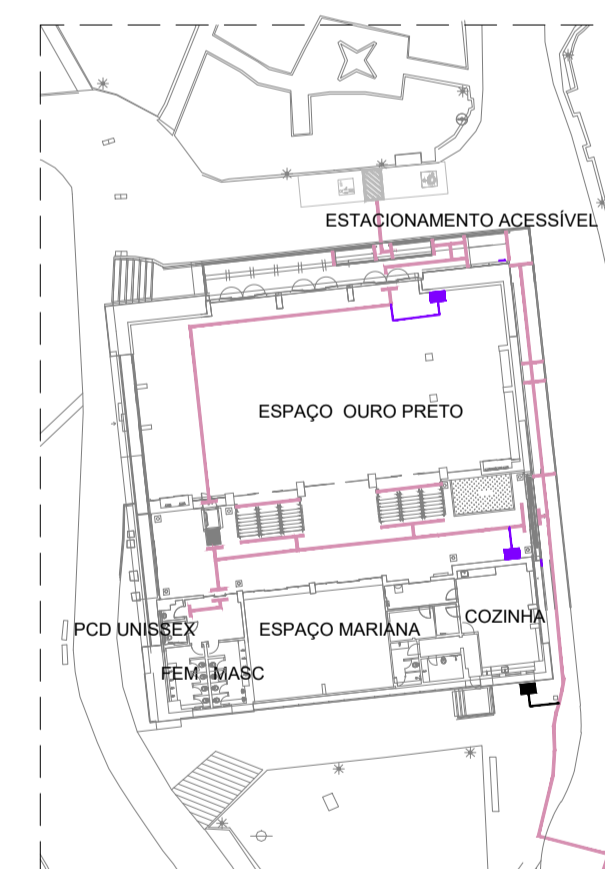 ESTACIONAMENTO ACESSÍVEL
ESPAÇO OURO PRETO
PCD UNISSEX
ESPAÇO MARIANA
COZINHA
FEM
MASC